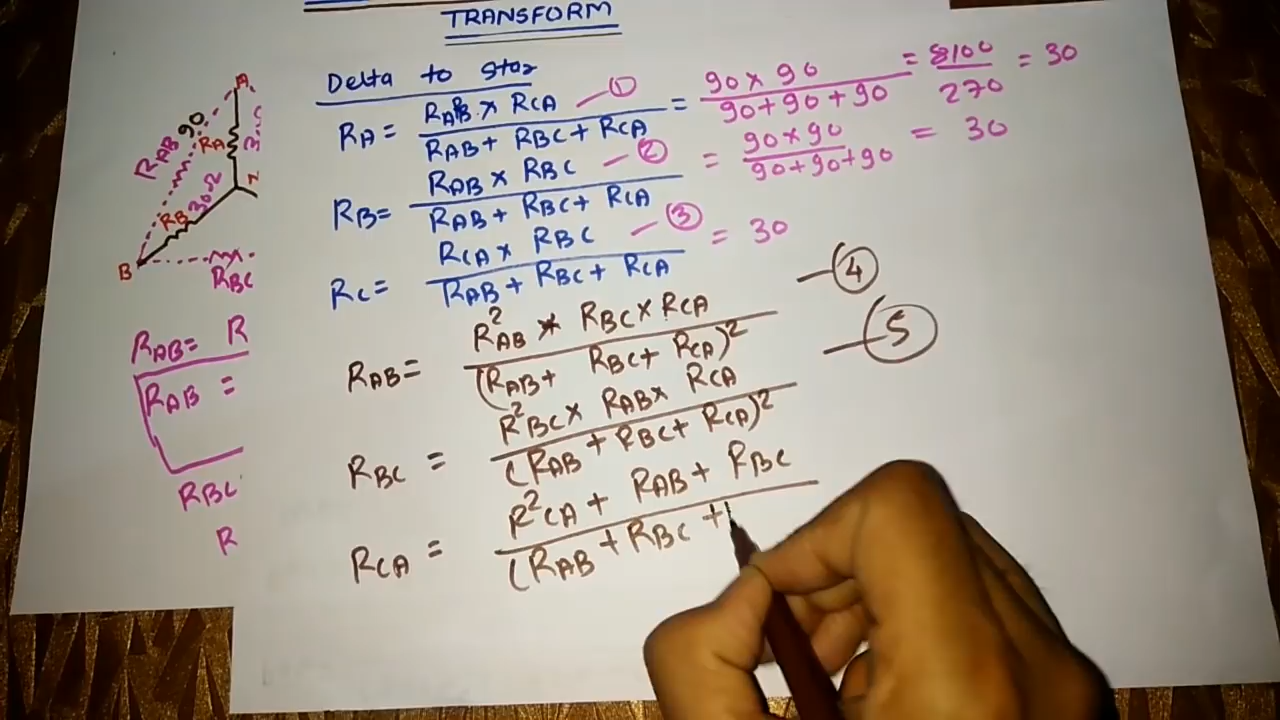 TRANSFORM
Delta to Star
RA= RAB × RCA / RAB + RBC + RCA — ① = 90 × 90 / 90 + 90 + 90 = 8100 / 270 = 30
RB= RAB × RBC / RAB + RBC + RCA — ② = 90 × 90 / 90 + 90 + 90 = 30
RC= RCA × RBC / RAB + RBC + RCA — ③ = 30
RAB= R²AB * RBC × RCA / (RAB + RBC + RCA)² — ④
RBC = R²BC × RAB × RCA / (RAB + RBC + RCA)² — ⑤
RCA = R²CA + RAB + RBC / (RAB + RBC +
A
RAB 90
RA
RB 30Ω
B
RBC
RAB= R
RAB =
RBC
R